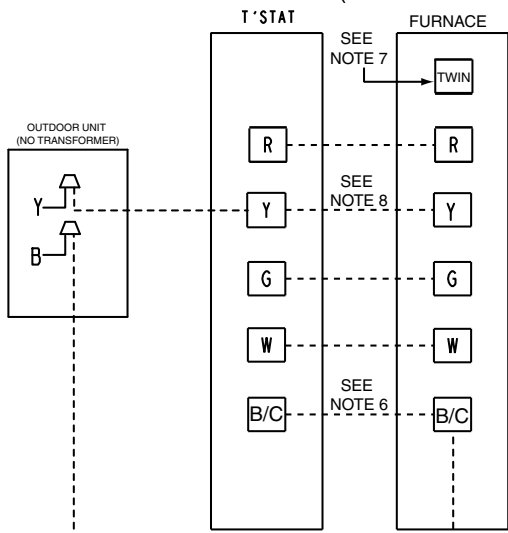 T'STAT
FURNACE
SEE
NOTE 7
TWIN
OUTDOOR UNIT
(NO TRANSFORMER)
R
R
SEE
NOTE 8
Y
Y
Y
B
G
G
W
W
SEE
NOTE 6
B/C
B/C